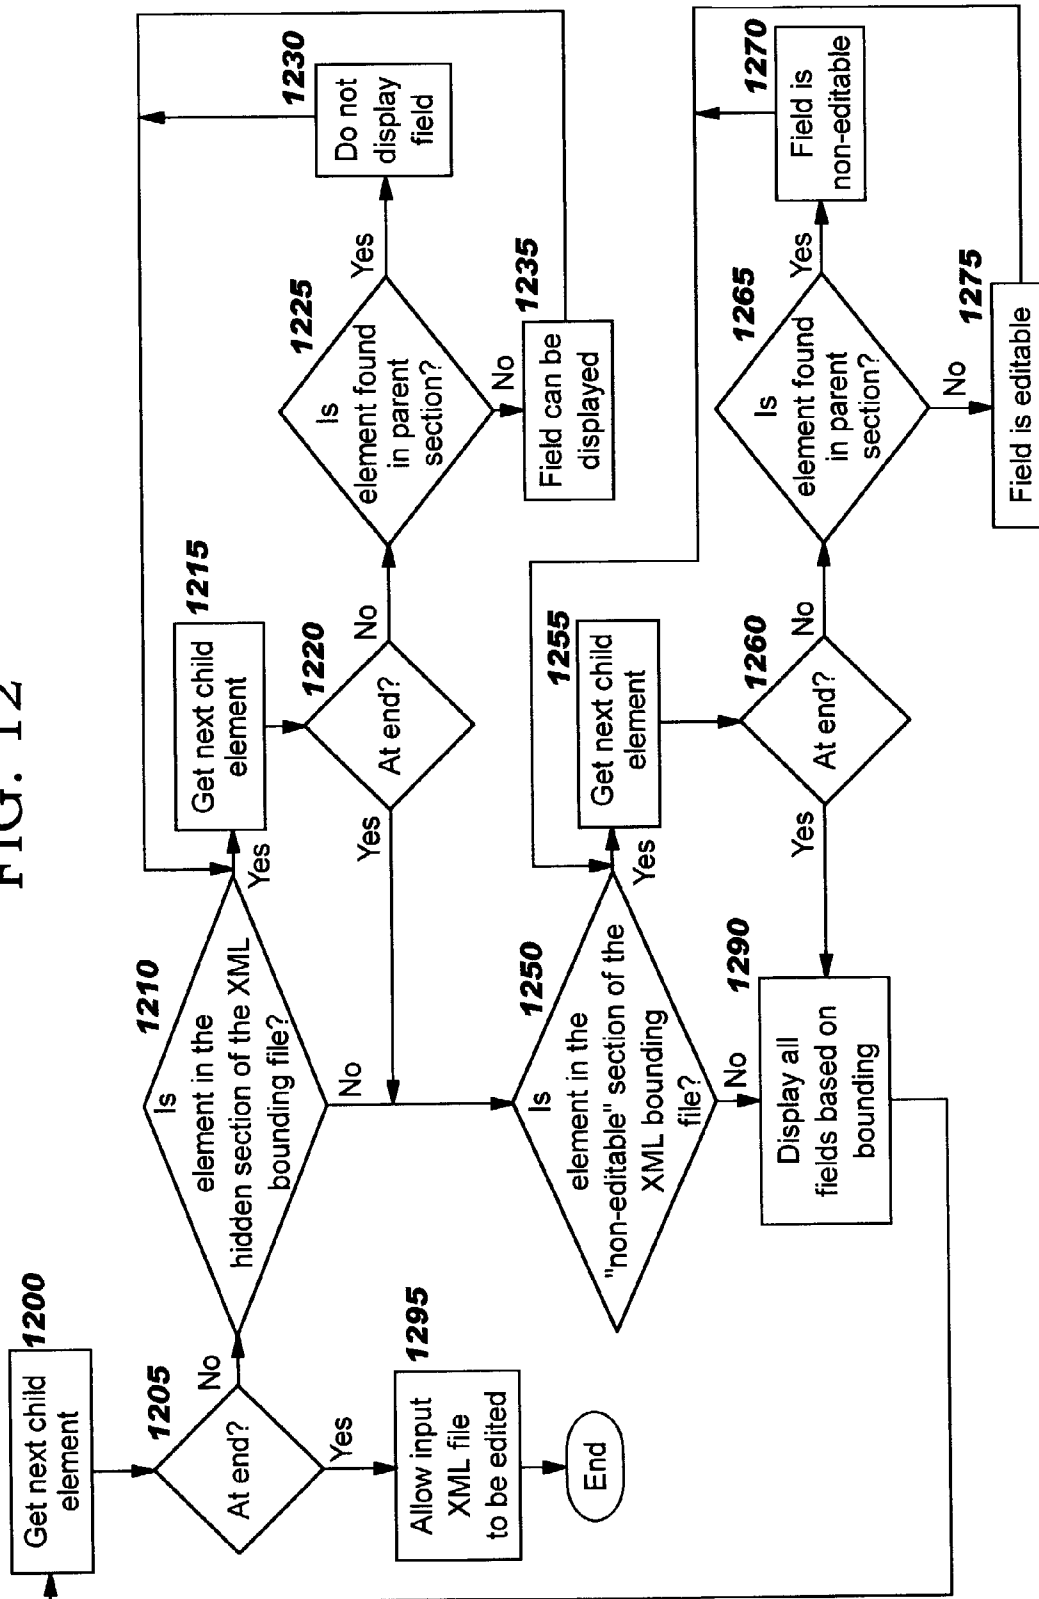 FIG. 12
1200
Get next child
element
1205
At end?
No
Yes
1295
Allow input
XML file
to be edited
End
1210
Is
element in the
hidden section of the XML
bounding file?
Yes
No
1215
Get next child
element
1220
At end?
No
Yes
1225
Is
element found
in parent
section?
Yes
No
1230
Do not
display
field
1235
Field can be
displayed
1250
Is
element in the
"non-editable" section of the
XML bounding
file?
Yes
No
1255
Get next child
element
1260
At end?
No
Yes
1265
Is
element found
in parent
section?
Yes
No
1270
Field is
non-editable
1275
Field is editable
1290
Display all
fields based on
bounding